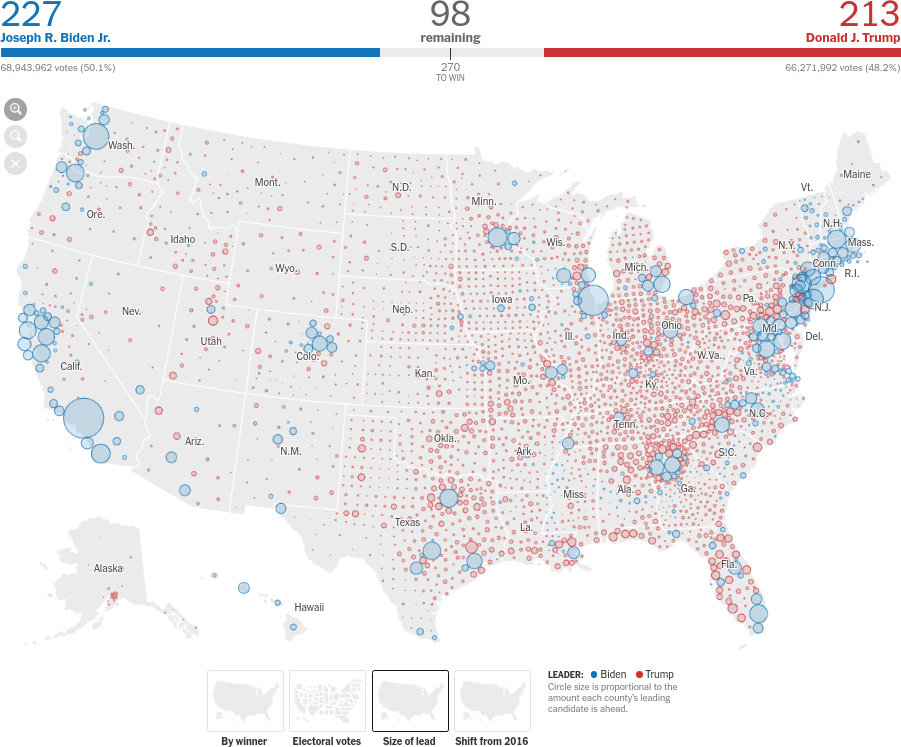 227
98
213
Joseph R. Biden Jr.
remaining
Donald J. Trump
68,943,962 votes (50.1%)
270
TO WIN
66,271,992 votes (48.2%)
Wash.
Mont.
N.D.
Minn.
Vt.
Maine
Ore.
Idaho
S.D.
Wis.
N.Y.
N.H.
Mass.
Wyo.
Mich.
Conn.
R.I.
Nev.
Neb.
Iowa
Pa.
N.J.
Utah
Colo.
Ill.
Ind.
Ohio
Md.
Del.
Calif.
Kan.
Mo.
Ky.
W.Va.
Va.
Ariz.
N.M.
Okla.
Ark.
Tenn.
N.C.
S.C.
Texas
La.
Miss.
Ala.
Ga.
Alaska
Hawaii
Fla.
By winner
Electoral votes
Size of lead
Shift from 2016
LEADER: Biden Trump
Circle size is proportional to the
amount each county's leading
candidate is ahead.